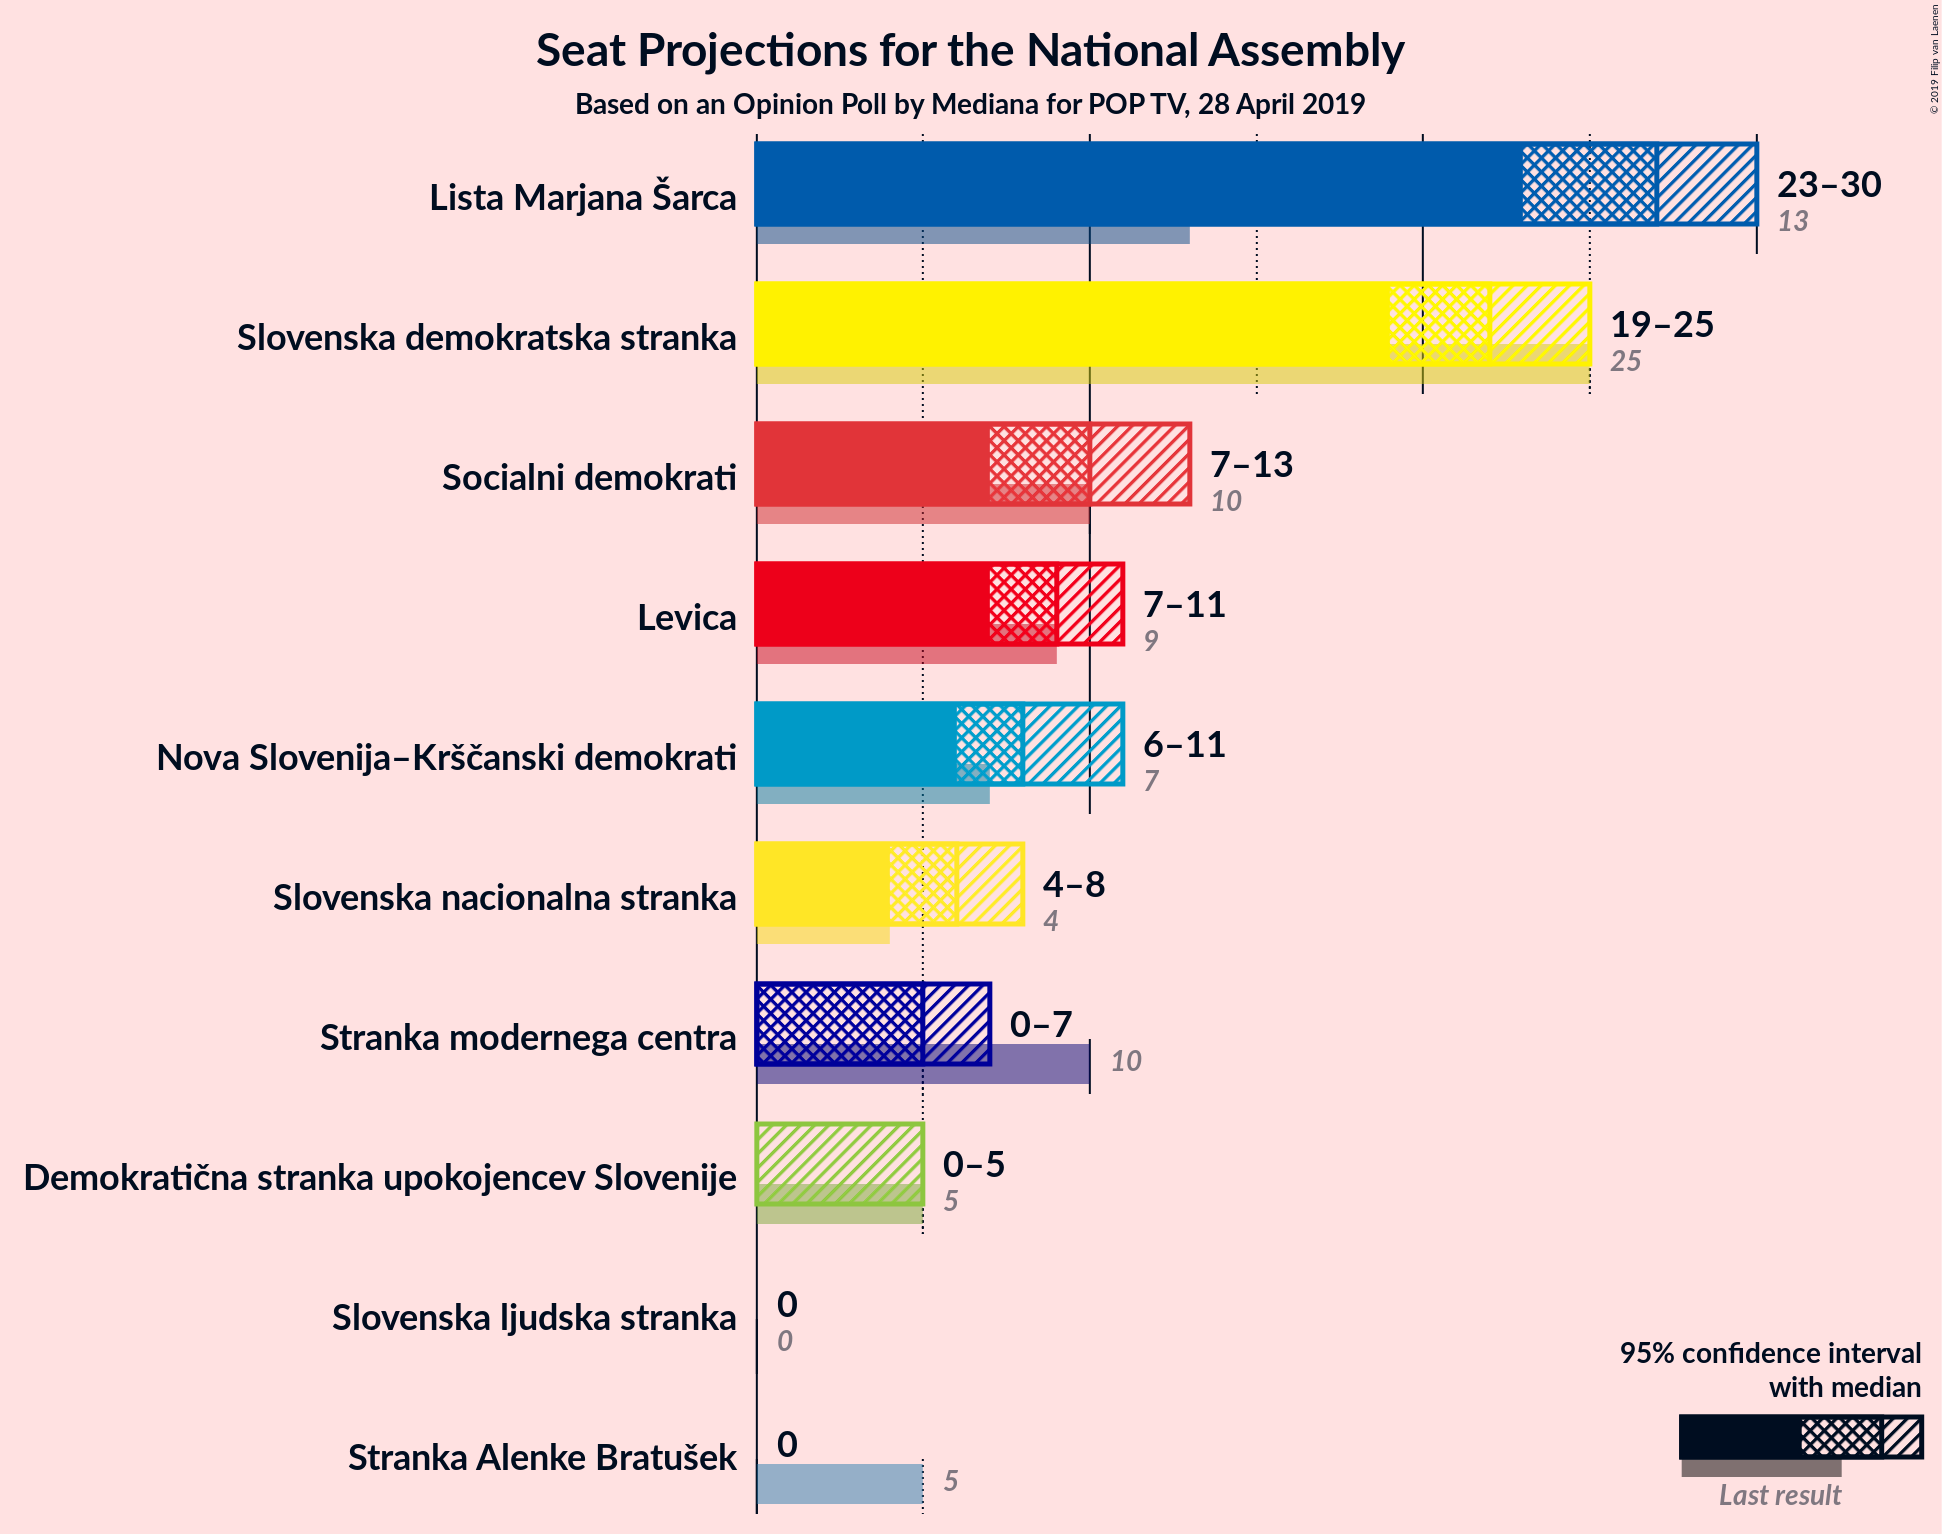 Seat Projections for the National Assembly
Based on an Opinion Poll by Mediana for POP TV, 28 April 2019
© 2019 Filip van Laenen
Lista Marjana Šarca
23–30
13
Slovenska demokratska stranka
19–25
25
Socialni demokrati
7–13
10
Levica
7–11
9
Nova Slovenija–Krščanski demokrati
6–11
7
Slovenska nacionalna stranka
4–8
4
Stranka modernega centra
0–7
10
Demokratična stranka upokojencev Slovenije
0–5
5
Slovenska ljudska stranka
0
0
Stranka Alenke Bratušek
0
5
95% confidence interval
with median
Last result